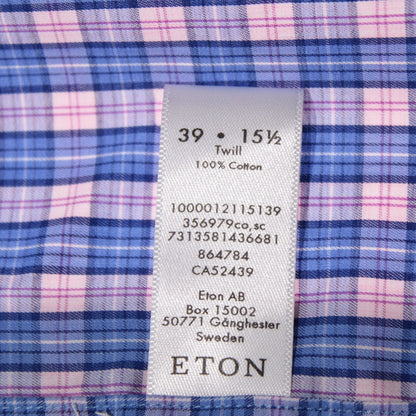 39 • 15½
Twill
100% Cotton
1000012115139
356979co,sc
7313581436681
864784
CA52439
Eton AB
Box 15002
50771 Gånghester
Sweden
ETON